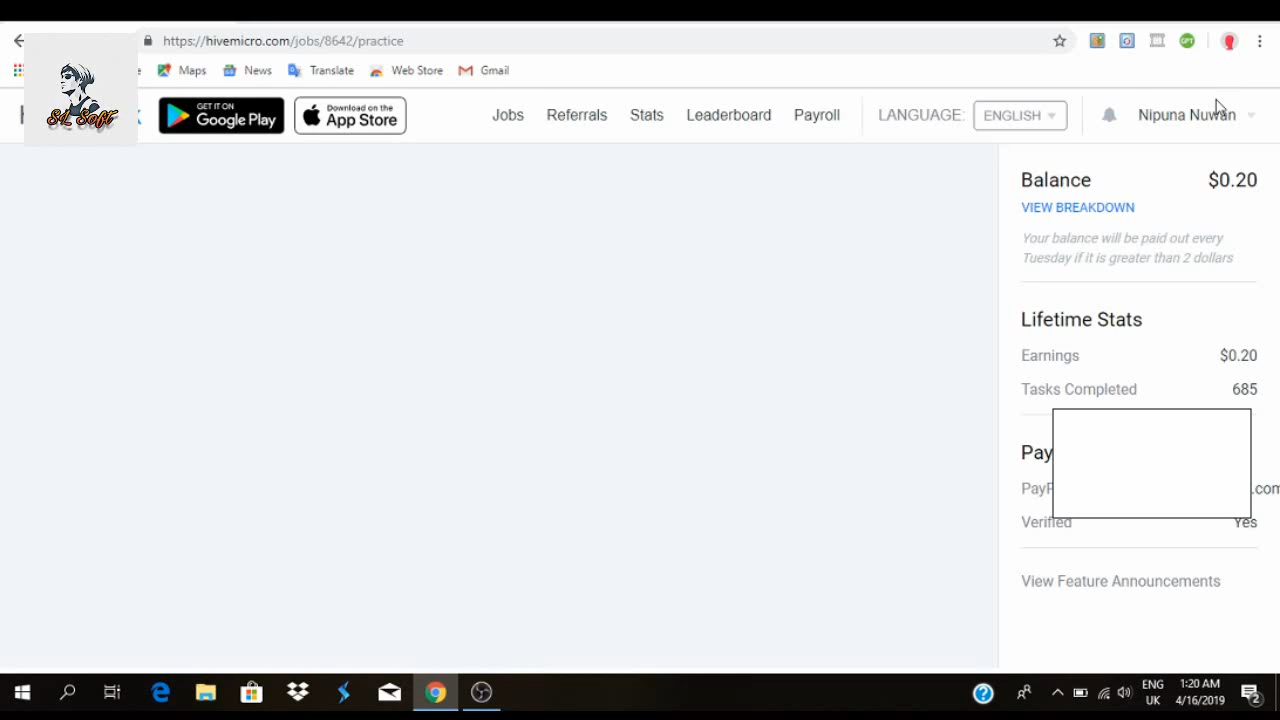 https://hivemicro.com/jobs/8642/practice
Maps News Translate Web Store Gmail
SL Soft
GET IT ON
Google Play
Download on the
App Store
Jobs Referrals Stats Leaderboard Payroll LANGUAGE: ENGLISH Nipuna Nuwan
Balance $0.20
VIEW BREAKDOWN
Your balance will be paid out every
Tuesday if it is greater than 2 dollars
Lifetime Stats
Earnings $0.20
Tasks Completed 685
Pay
PayP .com
Verified Yes
View Feature Announcements
ENG 1:20 AM
UK 4/16/2019 2